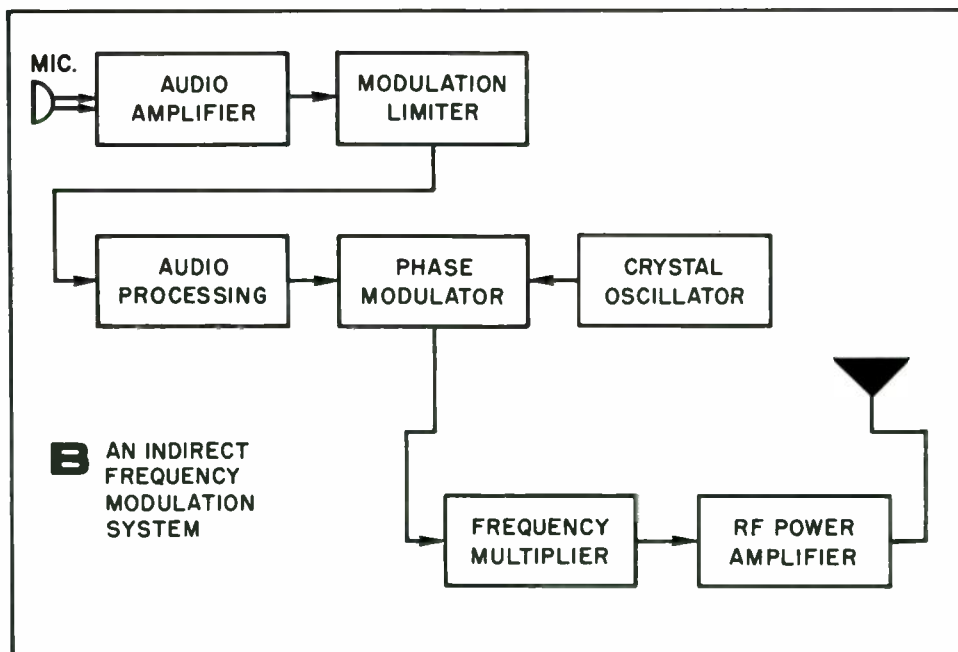 MIC.
AUDIO
AMPLIFIER
MODULATION
LIMITER
AUDIO
PROCESSING
PHASE
MODULATOR
CRYSTAL
OSCILLATOR
B AN INDIRECT
FREQUENCY
MODULATION
SYSTEM
FREQUENCY
MULTIPLIER
RF POWER
AMPLIFIER